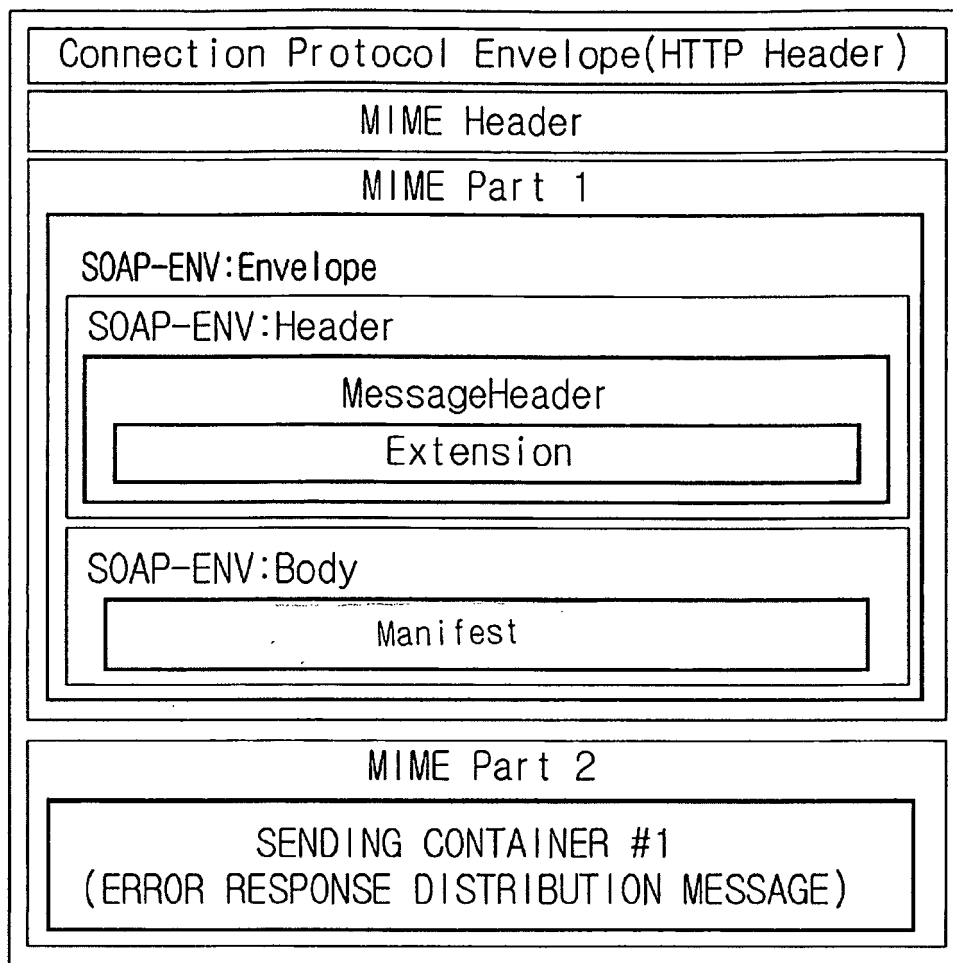 Connection Protocol Envelope(HTTP Header)
MIME Header
MIME Part 1
SOAP-ENV:Envelope
SOAP-ENV:Header
MessageHeader
Extension
SOAP-ENV:Body
Manifest
MIME Part 2
SENDING CONTAINER #1
(ERROR RESPONSE DISTRIBUTION MESSAGE)